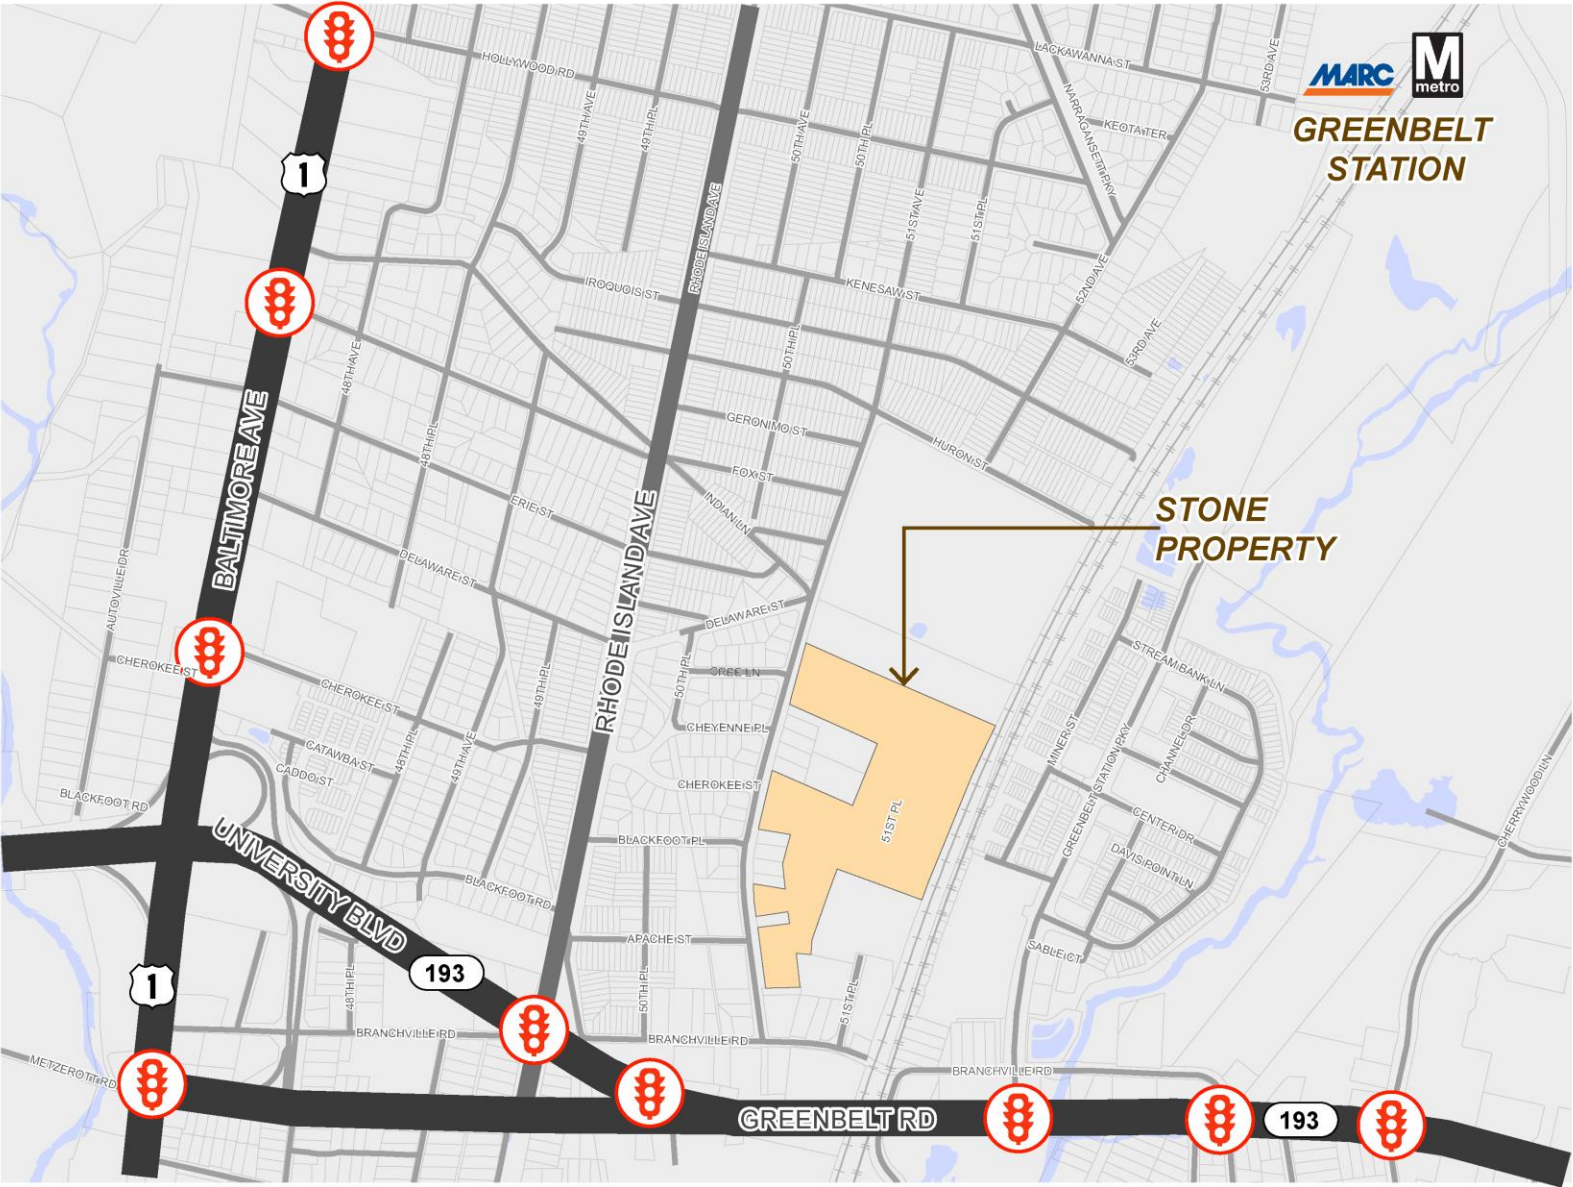 HOLLYWOOD RD
LACKAWANNA ST
53RD AVE
MARC
M
metro
GREENBELT
STATION
49TH AVE
49TH PL
50TH AVE
50TH PL
NARRAGANSETT PKY
KEOTA TER
1
RHODE ISLAND AVE
51ST AVE
51ST PL
52ND AVE
IROQUOIS ST
KENESAW ST
48TH AVE
50TH PL
53RD AVE
BALTIMORE AVE
48TH PL
GERONIMO ST
HURON ST
FOX ST
ERIE ST
INDIAN LN
STONE
PROPERTY
AUTOVILLE DR
DELAWARE ST
RHODE ISLAND AVE
DELAWARE ST
CHEROKEE ST
CHEROKEE ST
49TH PL
50TH PL
CREE LN
STREAM BANK LN
CHEYENNE PL
CATAWBA ST
48TH PL
49TH AVE
CADDO ST
CHEROKEE ST
MINER ST
GREENBELT STATION PKY
CHANNEL DR
BLACKFOOT RD
UNIVERSITY BLVD
BLACKFOOT PL
51ST PL
CENTER DR
CHERRYWOOD LN
DAVIS POINT LN
BLACKFOOT RD
APACHE ST
SABLE CT
193
1
48TH PL
50TH PL
51ST PL
BRANCHVILLE RD
BRANCHVILLE RD
METZEROTT RD
BRANCHVILLE RD
GREENBELT RD
193